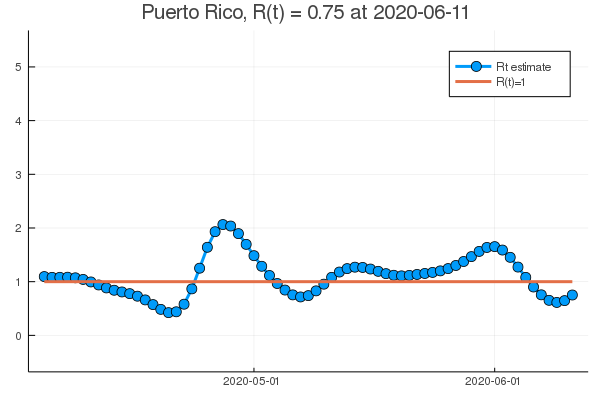 Puerto Rico, R(t) = 0.75 at 2020-06-11
5
Rt estimate
R(t)=1
4
3
2
1
0
2020-05-01
2020-06-01